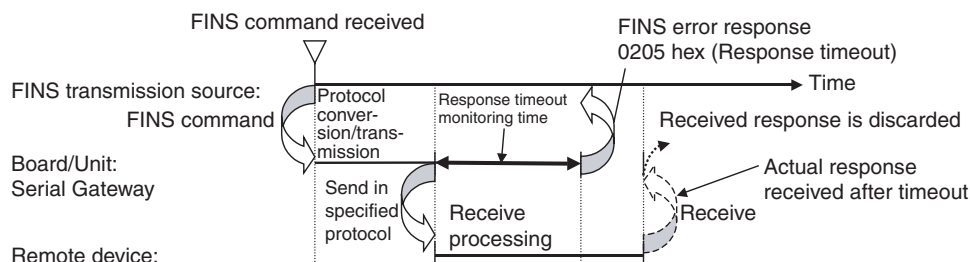 FINS command received
FINS error response
0205 hex (Response timeout)
Time
FINS transmission source:
FINS command
Protocol
conver-
sion/trans-
mission
Response timeout
monitoring time
Received response is discarded
Board/Unit:
Serial Gateway
Actual response
received after timeout
Send in
specified
protocol
Receive
processing
Receive
Remote device: